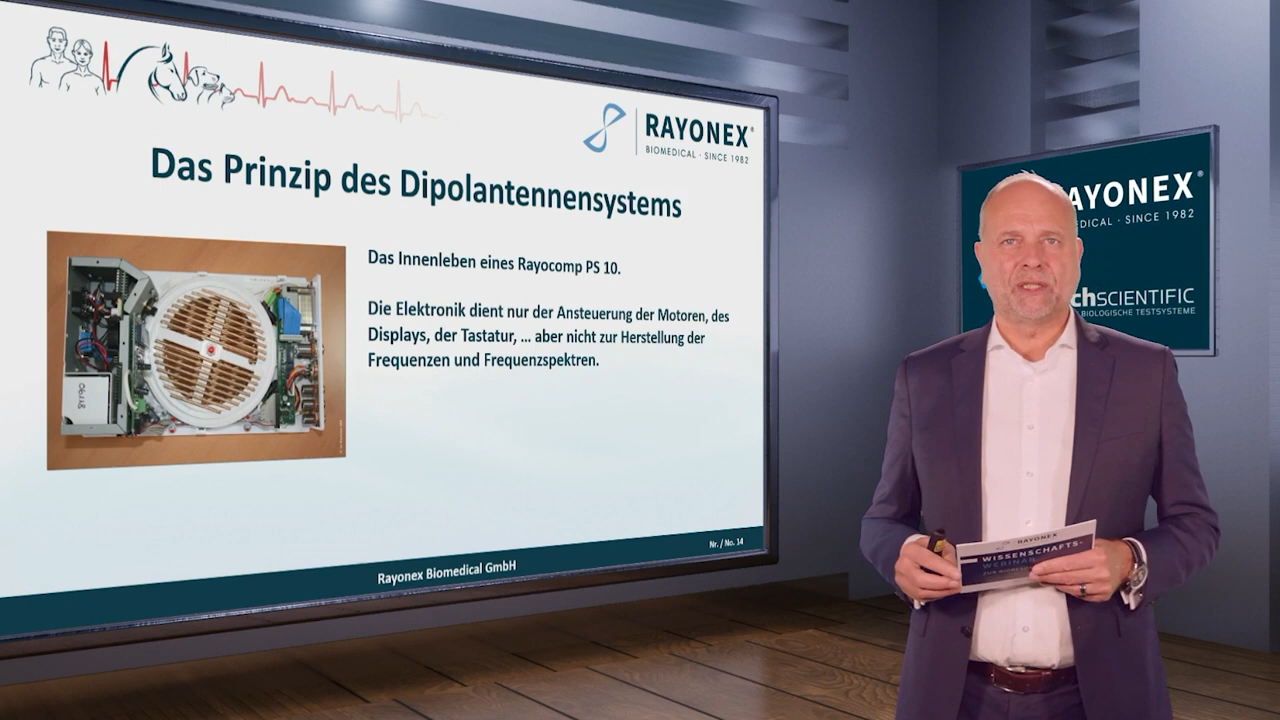 RAYONEX®
BIOMEDICAL · SINCE 1982
Das Prinzip des Dipolantennensystems
Das Innenleben eines Rayocomp PS 10.
Die Elektronik dient nur der Ansteuerung der Motoren, des
Displays, der Tastatur, ... aber nicht zur Herstellung der
Frequenzen und Frequenzspektren.
Nr. / No. 14
Rayonex Biomedical GmbH
AYONEX®
EDICAL · SINCE 1982
chSCIENTIFIC
BIOLOGISCHE TESTSYSTEME
RAYONEX
WISSENSCHAFTS-
WEBINAR